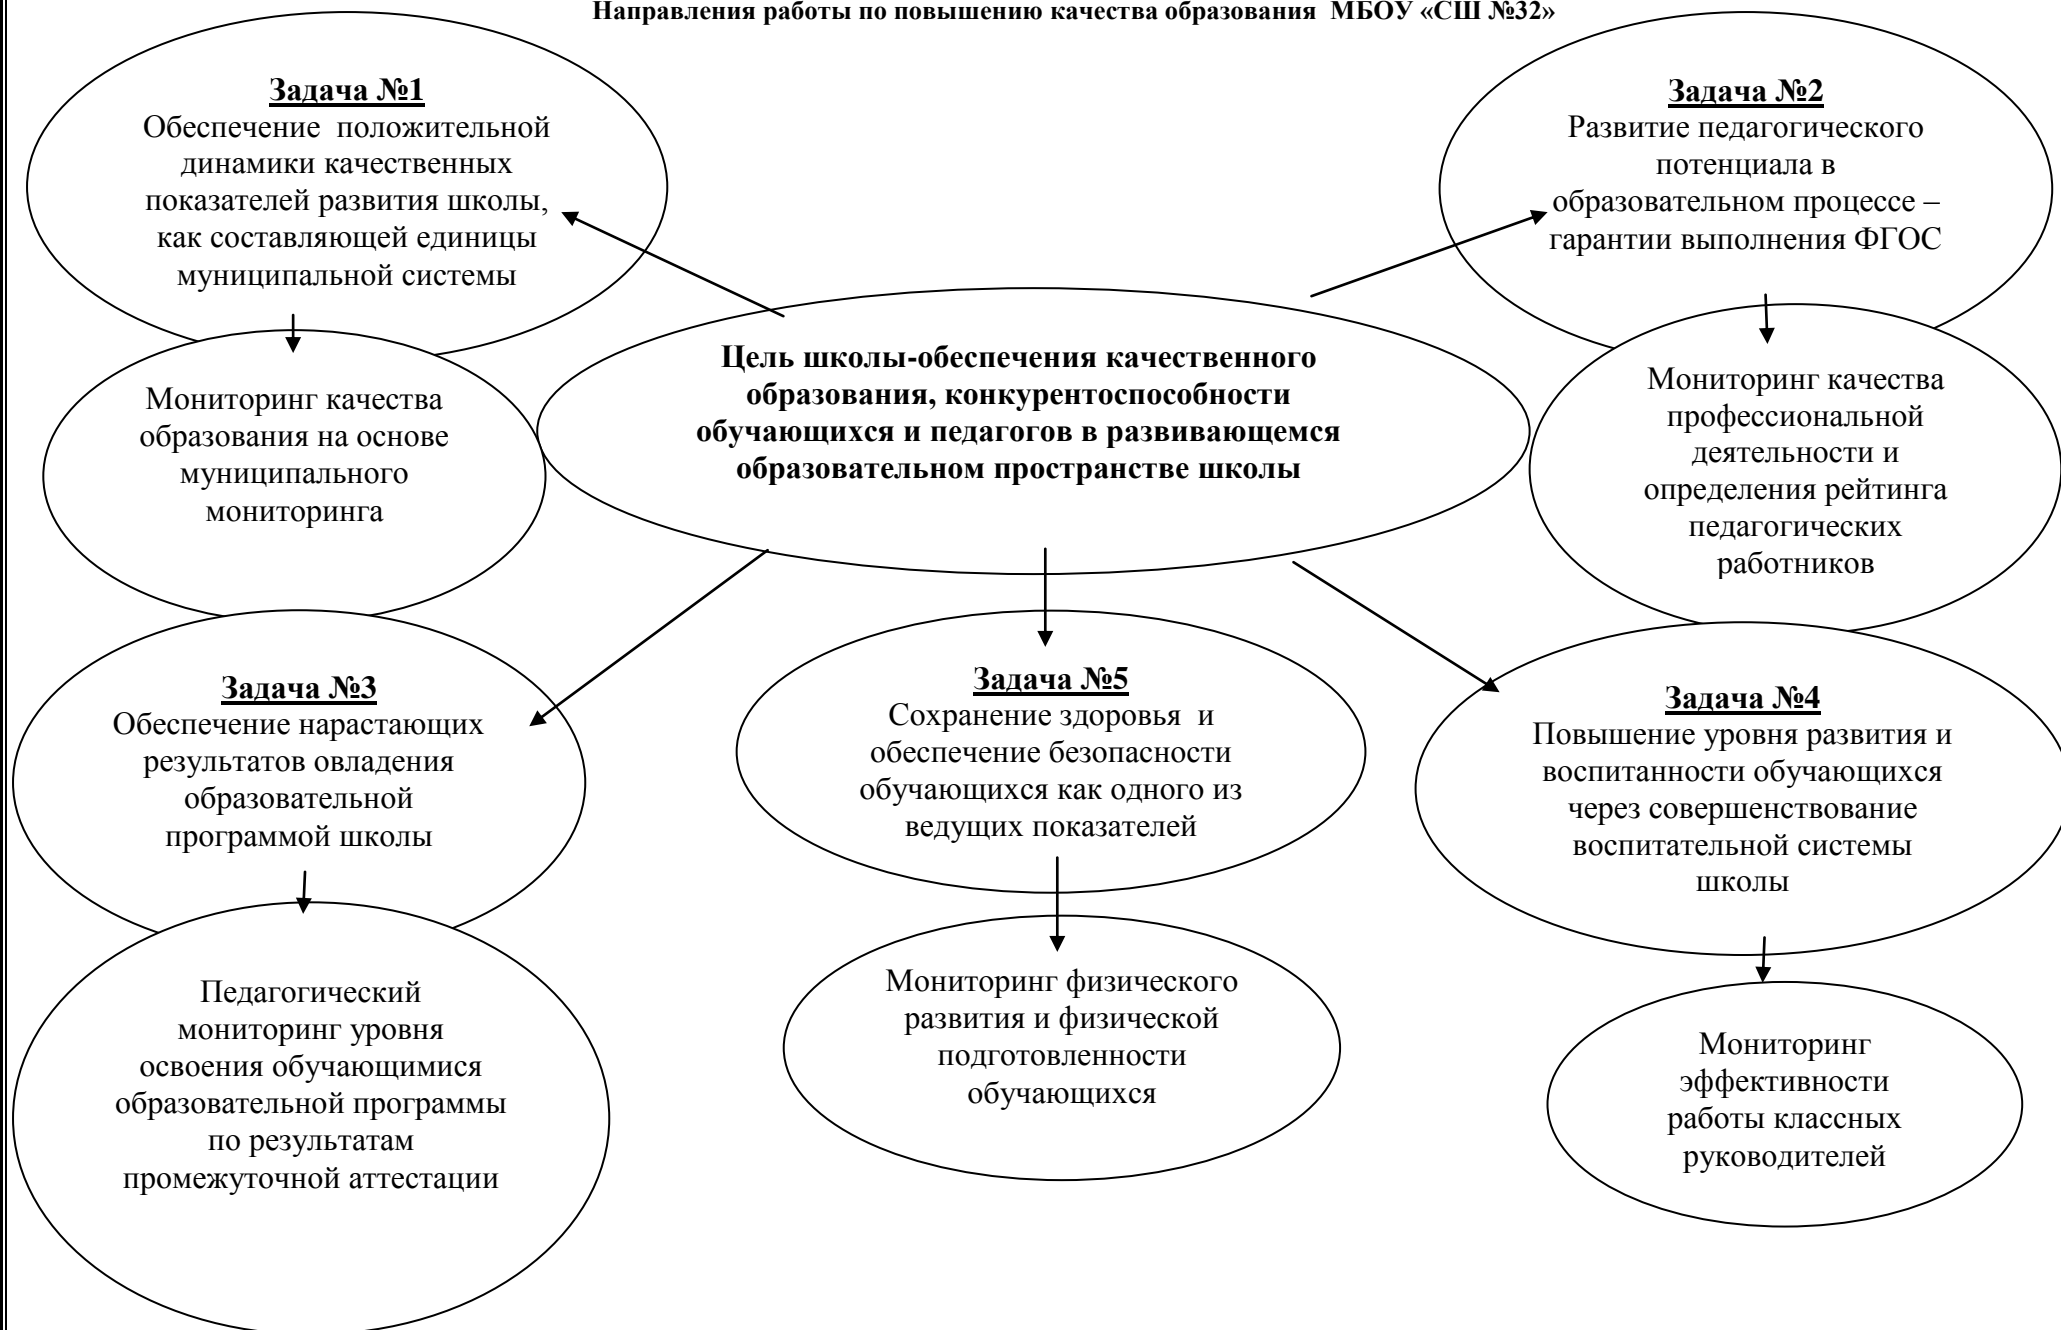 Направления работы по повышению качества образования МБОУ «СШ №32»
Задача №1
Обеспечение положительной
динамики качественных
показателей развития школы,
как составляющей единицы
муниципальной системы
Задача №2
Развитие педагогического
потенциала в
образовательном процессе –
гарантии выполнения ФГОС
Цель школы-обеспечения качественного
образования, конкурентоспособности
обучающихся и педагогов в развивающемся
образовательном пространстве школы
Мониторинг качества
образования на основе
муниципального
мониторинга
Мониторинг качества
профессиональной
деятельности и
определения рейтинга
педагогических
работников
Задача №3
Обеспечение нарастающих
результатов овладения
образовательной
программой школы
Задача №5
Сохранение здоровья и
обеспечение безопасности
обучающихся как одного из
ведущих показателей
Задача №4
Повышение уровня развития и
воспитанности обучающихся
через совершенствование
воспитательной системы
школы
Педагогический
мониторинг уровня
освоения обучающимися
образовательной программы
по результатам
промежуточной аттестации
Мониторинг физического
развития и физической
подготовленности
обучающихся
Мониторинг
эффективности
работы классных
руководителей